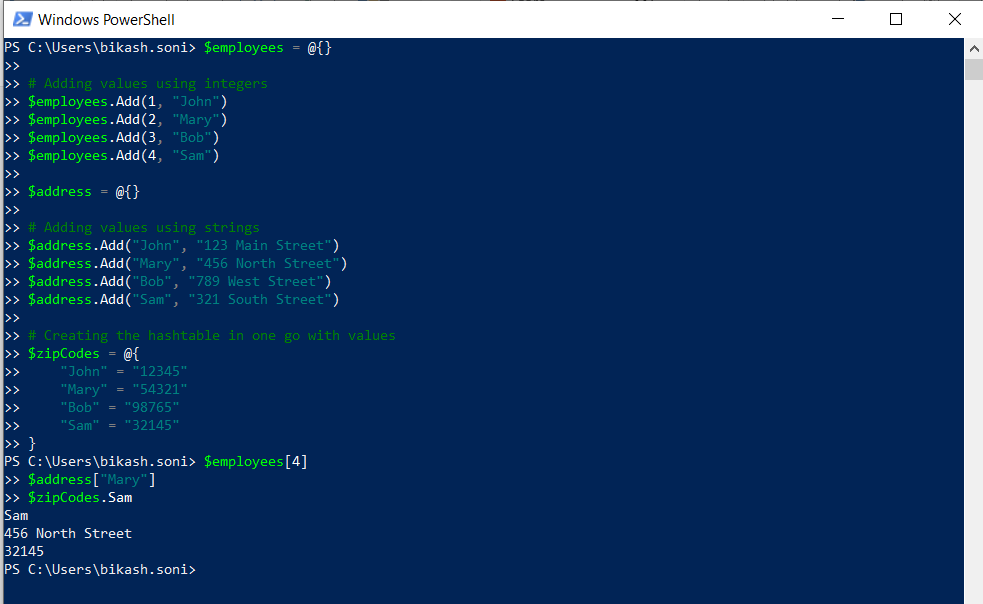 Windows PowerShell
PS C:\Users\bikash.soni> $employees = @{}
>>
>> # Adding values using integers
>> $employees.Add(1, "John")
>> $employees.Add(2, "Mary")
>> $employees.Add(3, "Bob")
>> $employees.Add(4, "Sam")
>>
>> $address = @{}
>>
>> # Adding values using strings
>> $address.Add("John", "123 Main Street")
>> $address.Add("Mary", "456 North Street")
>> $address.Add("Bob", "789 West Street")
>> $address.Add("Sam", "321 South Street")
>>
>> # Creating the hashtable in one go with values
>> $zipCodes = @{
>>     "John" = "12345"
>>     "Mary" = "54321"
>>     "Bob" = "98765"
>>     "Sam" = "32145"
>> }
PS C:\Users\bikash.soni> $employees[4]
>> $address["Mary"]
>> $zipCodes.Sam
Sam
456 North Street
32145
PS C:\Users\bikash.soni>